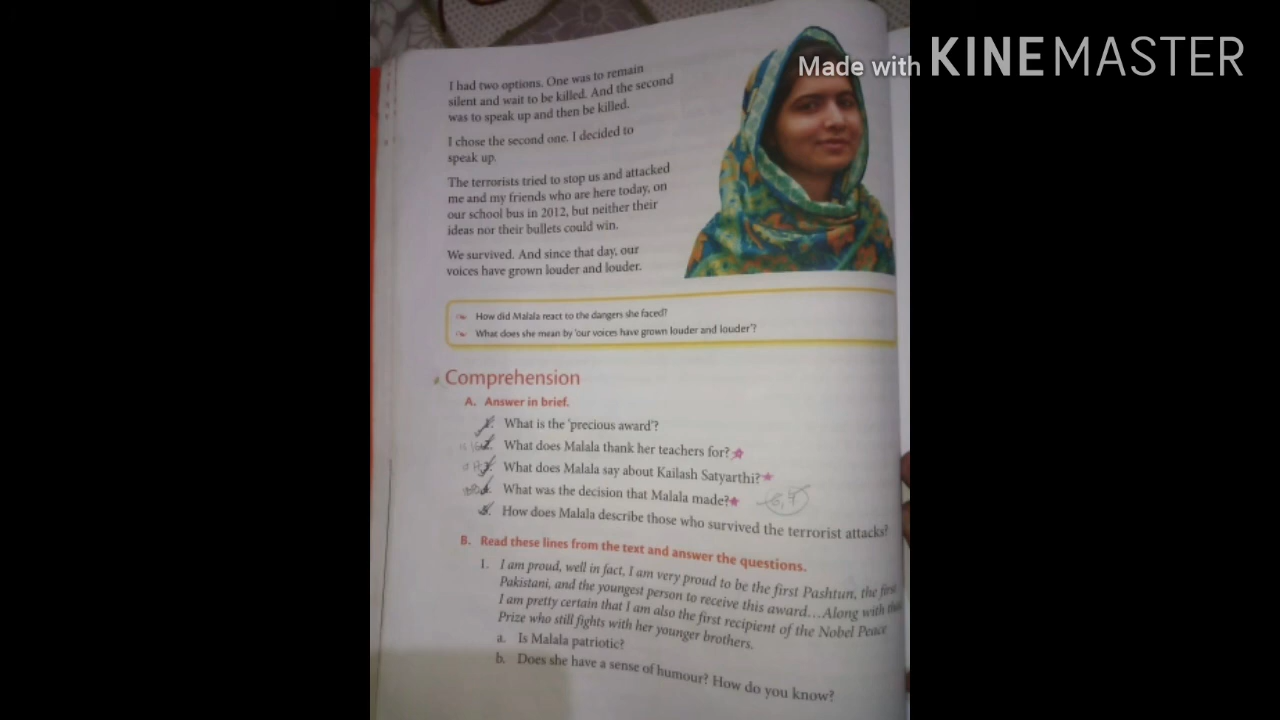 Made with KINEMASTER
I had two options. One was to remain
silent and wait to be killed. And the second
was to speak up and then be killed.
I chose the second one. I decided to
speak up.
The terrorists tried to stop us and attacked
me and my friends who are here today, on
our school bus in 2012, but neither their
ideas nor their bullets could win.
We survived. And since that day, our
voices have grown louder and louder.
How did Malala react to the dangers she faced?
What does she mean by 'our voices have grown louder and louder'?
Comprehension
A. Answer in brief.
1. What is the 'precious award'?
2. What does Malala thank her teachers for?
3. What does Malala say about Kailash Satyarthi?
4. What was the decision that Malala made? 6,7
5. How does Malala describe those who survived the terrorist attacks?
B. Read these lines from the text and answer the questions.
1. I am proud, well in fact, I am very proud to be the first Pashtun, the first
Pakistani, and the youngest person to receive this award...Along with
I am pretty certain that I am also the first recipient of the Nobel Peace
Prize who still fights with her younger brothers.
a. Is Malala patriotic?
b. Does she have a sense of humour? How do you know?